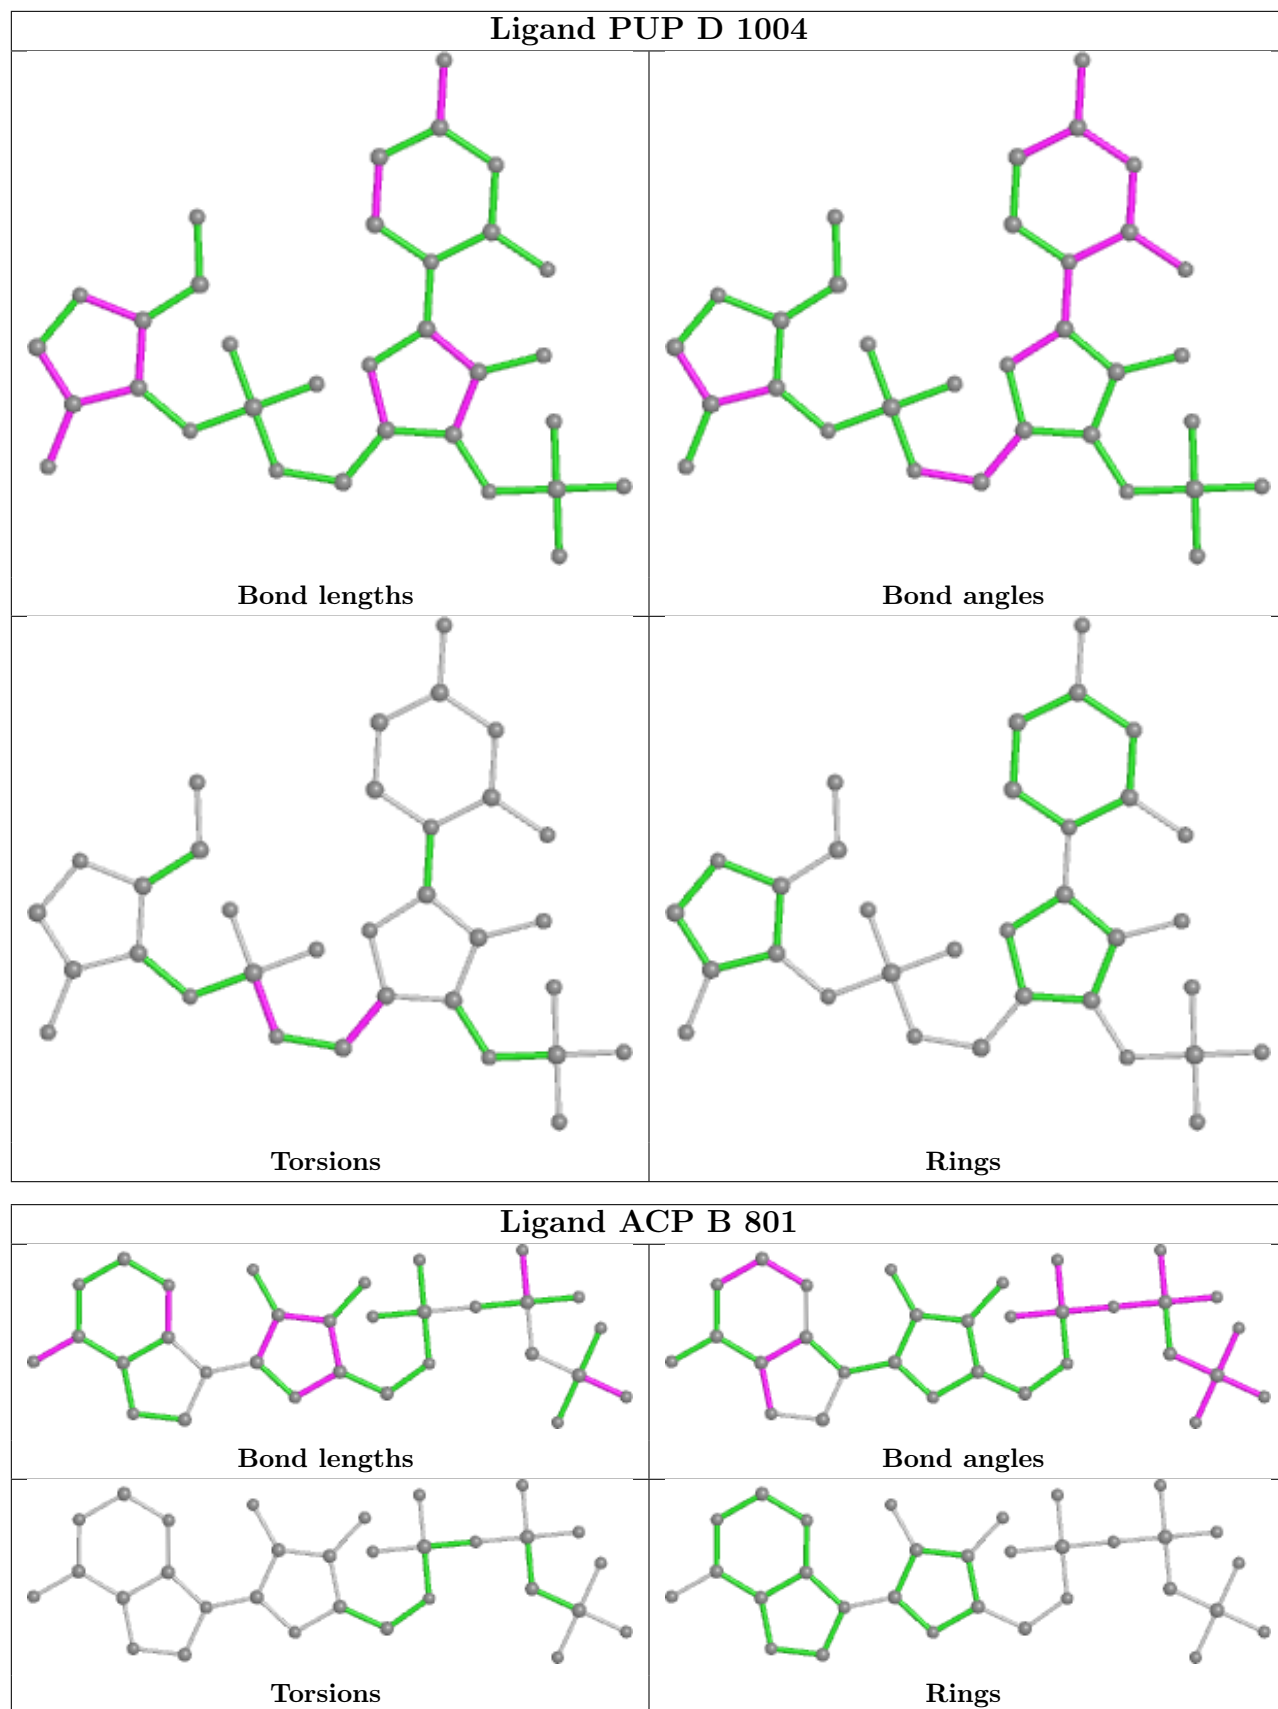 Ligand PUP D 1004
Bond lengths
Bond angles
Torsions
Rings
Ligand ACP B 801
Bond lengths
Bond angles
Torsions
Rings